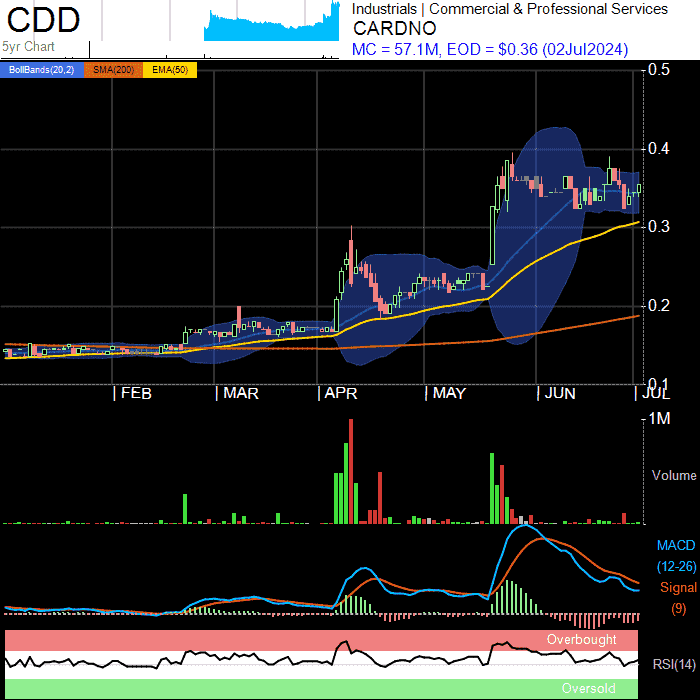 CDD
5yr Chart
Industrials | Commercial & Professional Services
CARDNO
MC = 57.1M, EOD = $0.36 (02Jul2024)
BollBands(20,2) SMA(200) EMA(50)
0.5
0.4
0.3
0.2
0.1
FEB MAR APR MAY JUN JUL
1M
Volume
MACD
(12-26)
Signal
(9)
Overbought
RSI(14)
Oversold